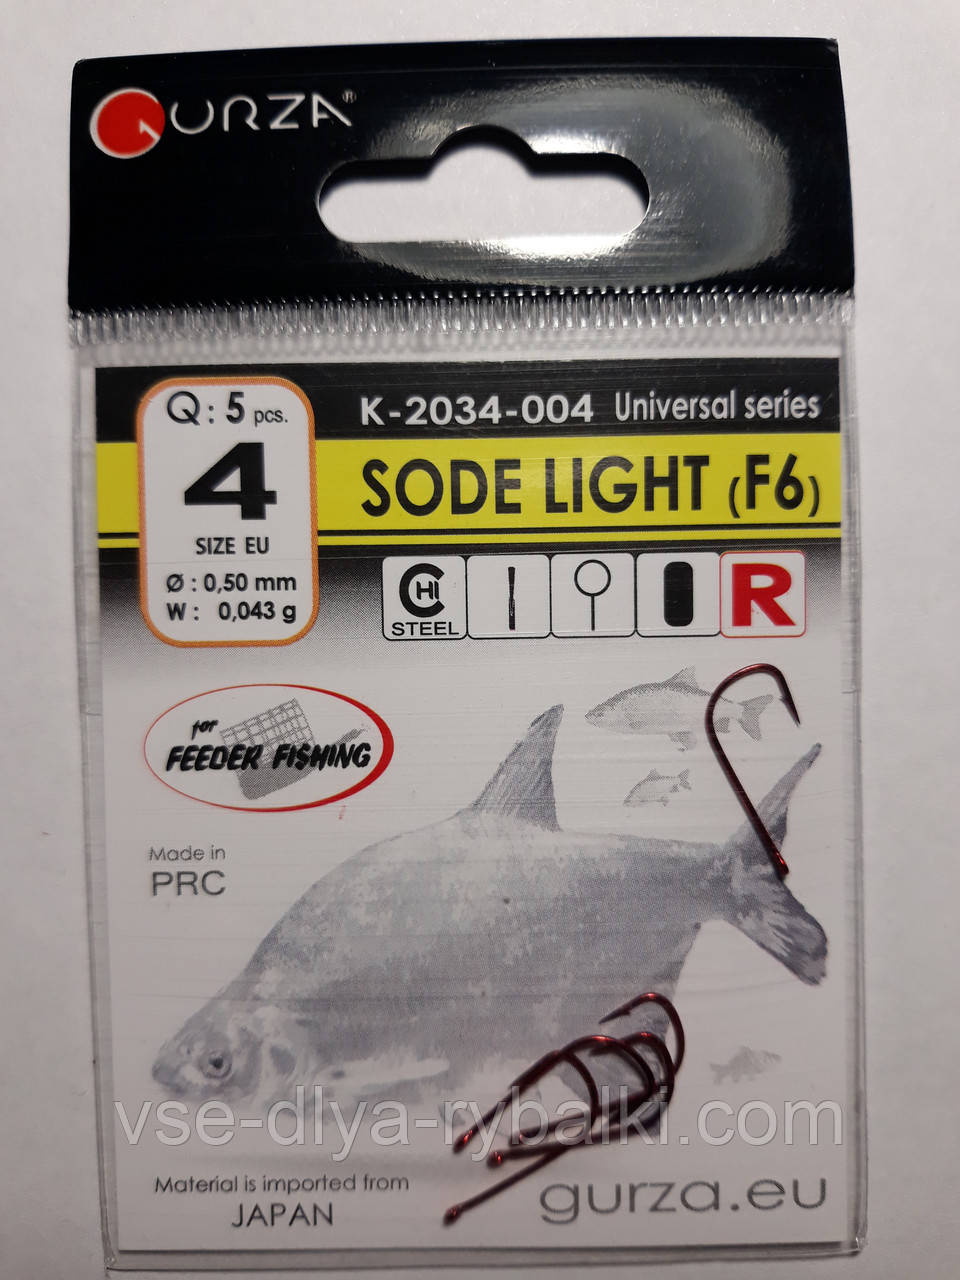 GURZA®
Q: 5 pcs.
4
SIZE EU
Ø : 0,50 mm
W : 0,043 g
K-2034-004 Universal series
SODE LIGHT (F6)
C HI
STEEL
R
for
FEEDER FISHING
Made in
PRC
vse-dlya-rybalki.com
Material is imported from
JAPAN
gurza.eu